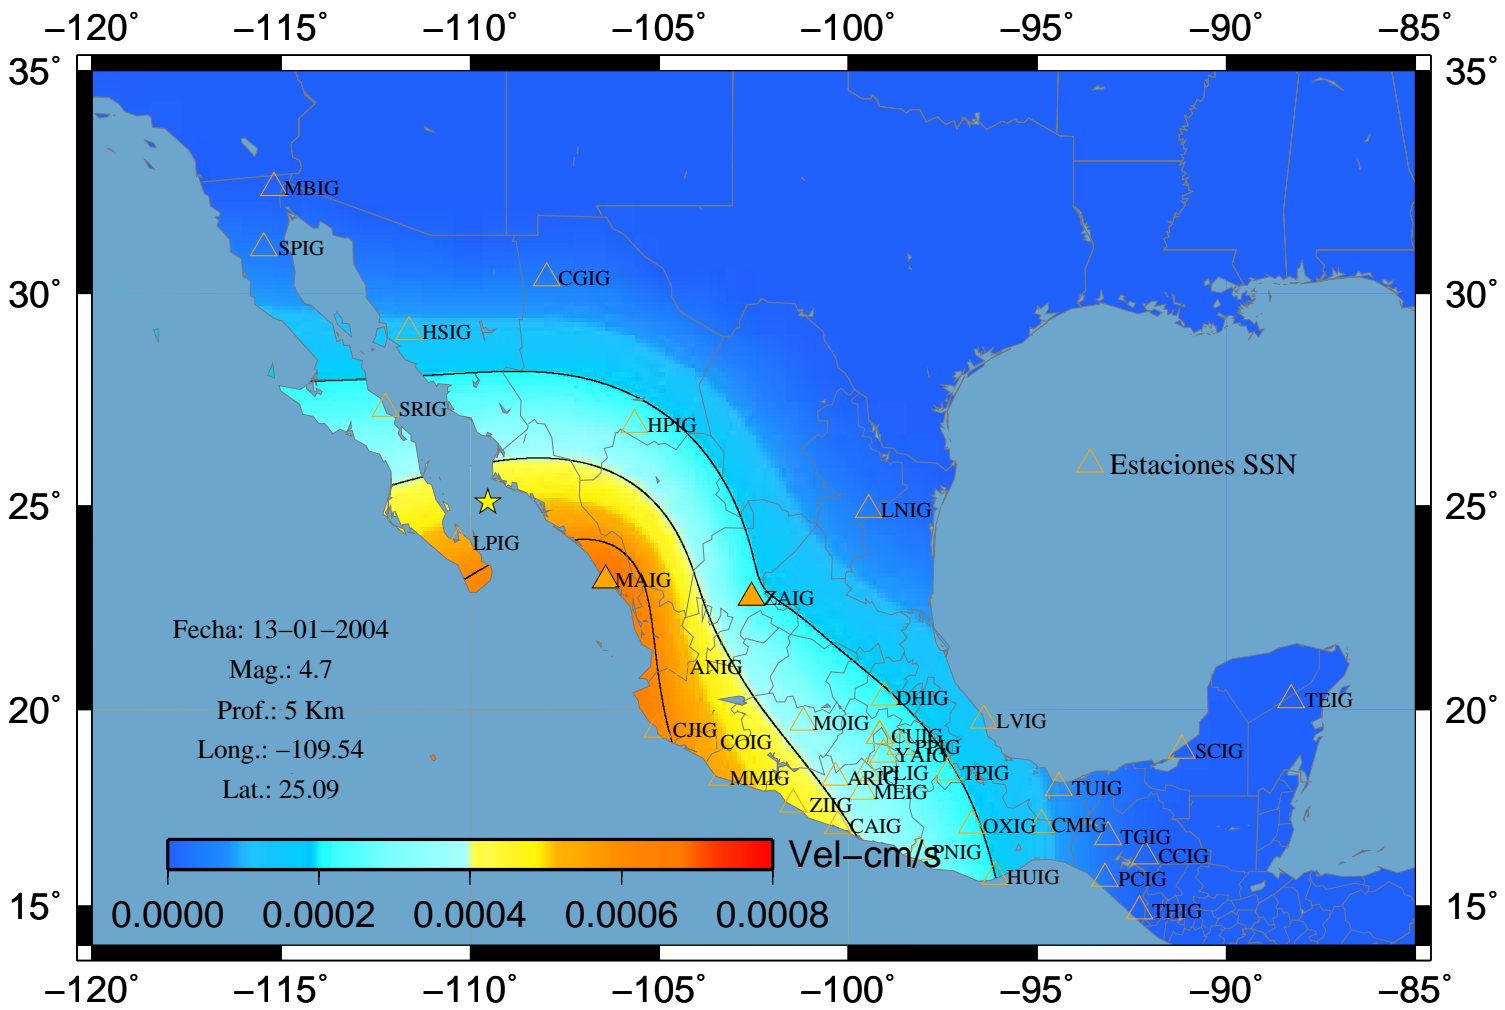 −120˚ −115˚ −110˚ −105˚ −100˚ −95˚ −90˚ −85˚
35˚ 35˚
MBIG
SPIG
CGIG
30˚ 30˚
HSIG
SRIG
HPIG
Estaciones SSN
25˚ 25˚
LNIG
LPIG
MAIG
ZAIG
Fecha: 13−01−2004
Mag.: 4.7
ANIG
DHIG
TEIG
Prof.: 5 Km
20˚ 20˚
MOIG
LVIG
CJIG
CUIG
COIG
PPIG
Long.: −109.54
SCIG
YAIG
PLIG
TPIG
MMIG
ARIG
Lat.: 25.09
TUIG
MEIG
ZIIG
CAIG
OXIG
CMIG
TGIG
Vel−cm/s
PNIG
CCIG
HUIG
PCIG
15˚ 15˚
THIG
0.0000 0.0002 0.0004 0.0006 0.0008
−120˚ −115˚ −110˚ −105˚ −100˚ −95˚ −90˚ −85˚